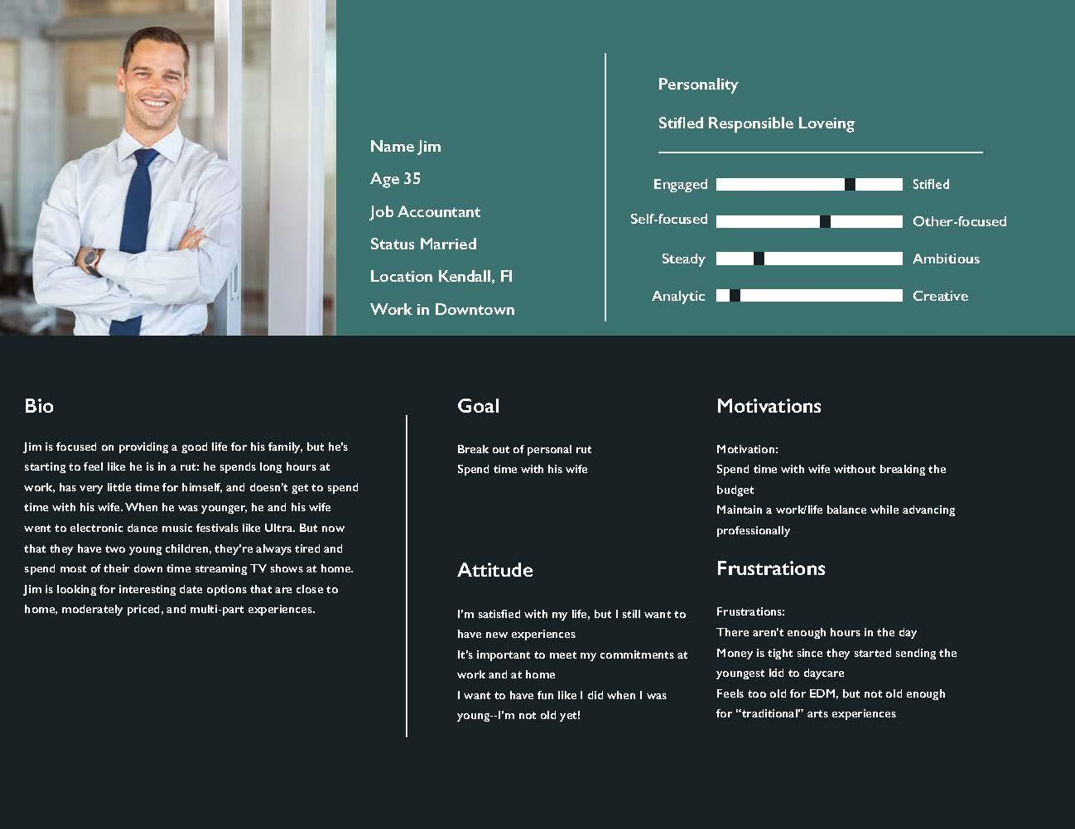 Name Jim
Age 35
Job Accountant
Status Married
Location Kendall, Fl
Work in Downtown
Personality
Stifled Responsible Loveing
Engaged
Stifled
Self-focused
Other-focused
Steady
Ambitious
Analytic
Creative
Bio
Jim is focused on providing a good life for his family, but he's
starting to feel like he is in a rut: he spends long hours at
work, has very little time for himself, and doesn't get to spend
time with his wife. When he was younger, he and his wife
went to electronic dance music festivals like Ultra. But now
that they have two young children, they're always tired and
spend most of their down time streaming TV shows at home.
Jim is looking for interesting date options that are close to
home, moderately priced, and multi-part experiences.
Goal
Break out of personal rut
Spend time with his wife
Attitude
I'm satisfied with my life, but I still want to
have new experiences
It's important to meet my commitments at
work and at home
I want to have fun like I did when I was
young--I'm not old yet!
Motivations
Motivation:
Spend time with wife without breaking the
budget
Maintain a work/life balance while advancing
professionally
Frustrations
Frustrations:
There aren't enough hours in the day
Money is tight since they started sending the
youngest kid to daycare
Feels too old for EDM, but not old enough
for “traditional” arts experiences